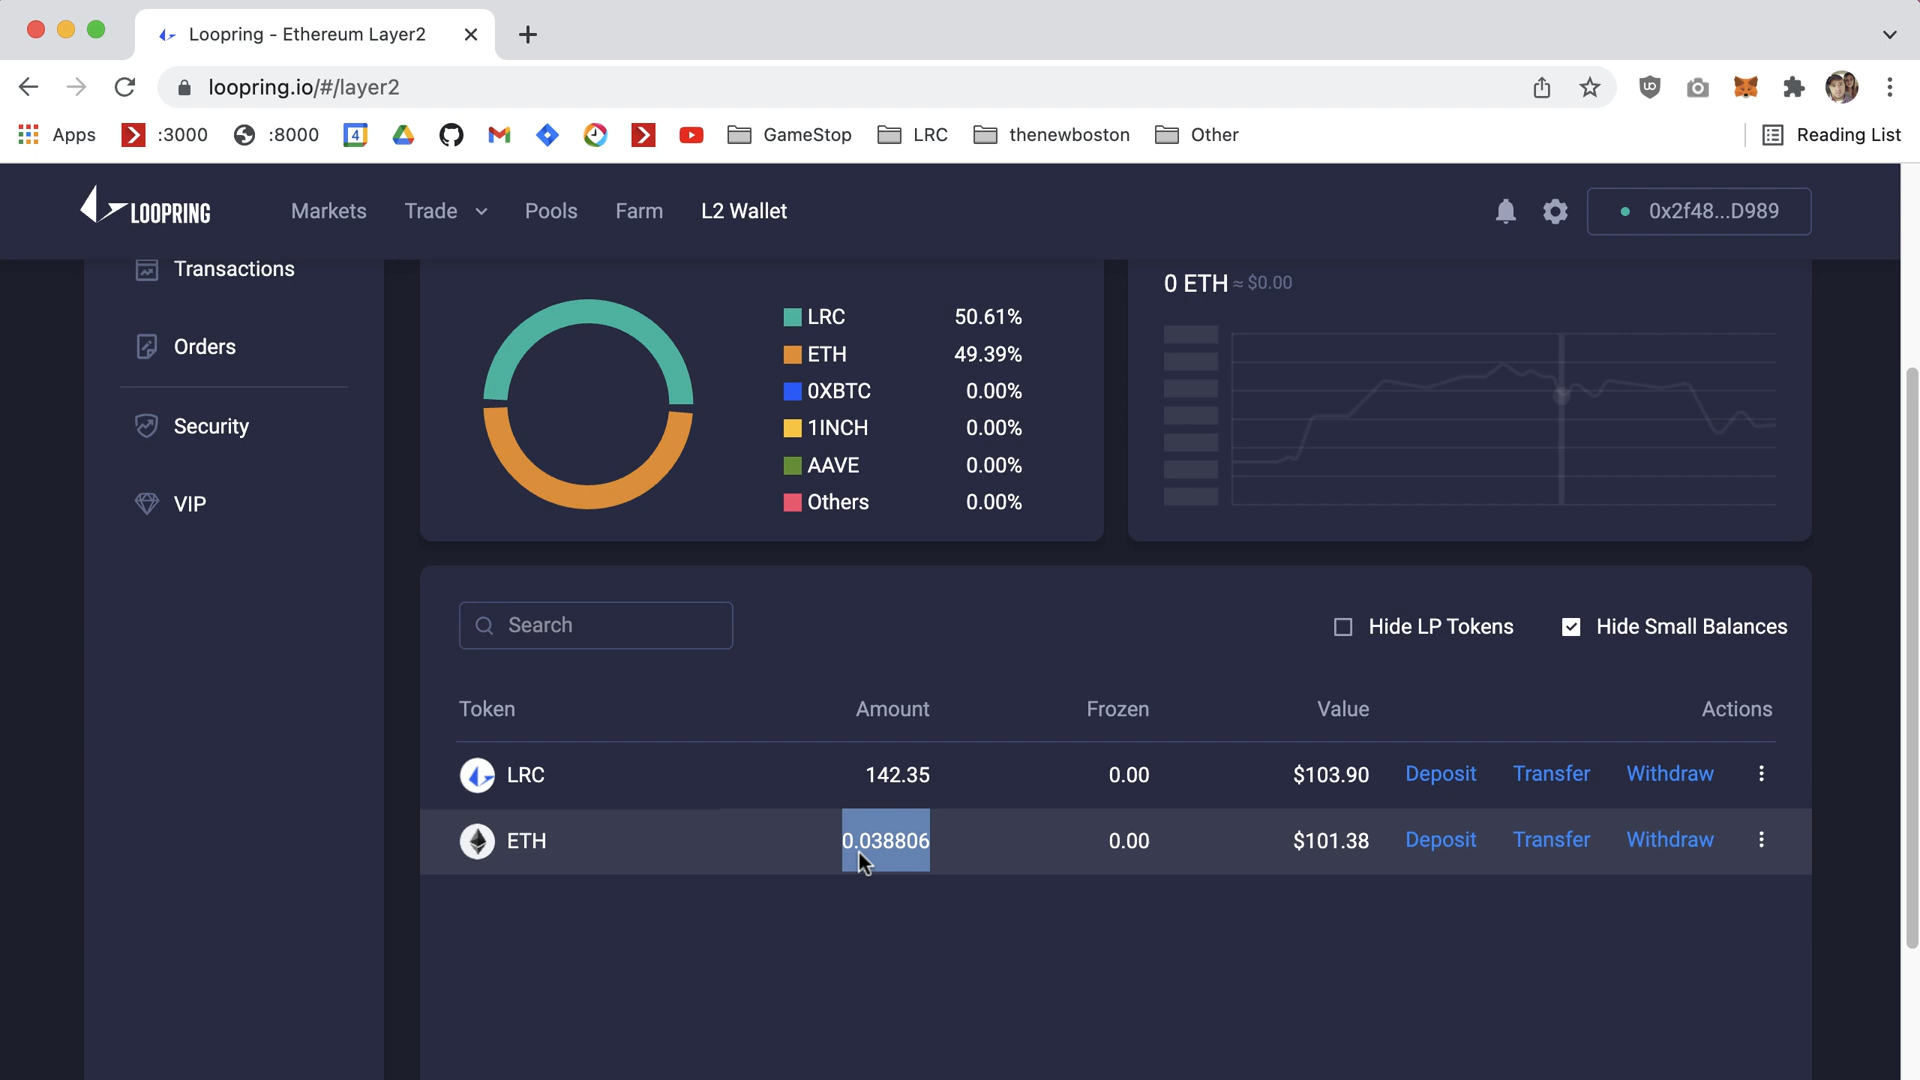 Loopring - Ethereum Layer2
loopring.io/#/layer2
Apps
:3000
:8000
4
GameStop
LRC
thenewboston
Other
Reading List
LOOPRING
Markets
Trade
Pools
Farm
L2 Wallet
0x2f48...D989
Transactions
Orders
Security
VIP
LRC 50.61%
ETH 49.39%
0XBTC 0.00%
1INCH 0.00%
AAVE 0.00%
Others 0.00%
0 ETH ≈ $0.00
Search
Hide LP Tokens
Hide Small Balances
Token Amount Frozen Value Actions
LRC 142.35 0.00 $103.90 Deposit Transfer Withdraw
ETH 0.038806 0.00 $101.38 Deposit Transfer Withdraw